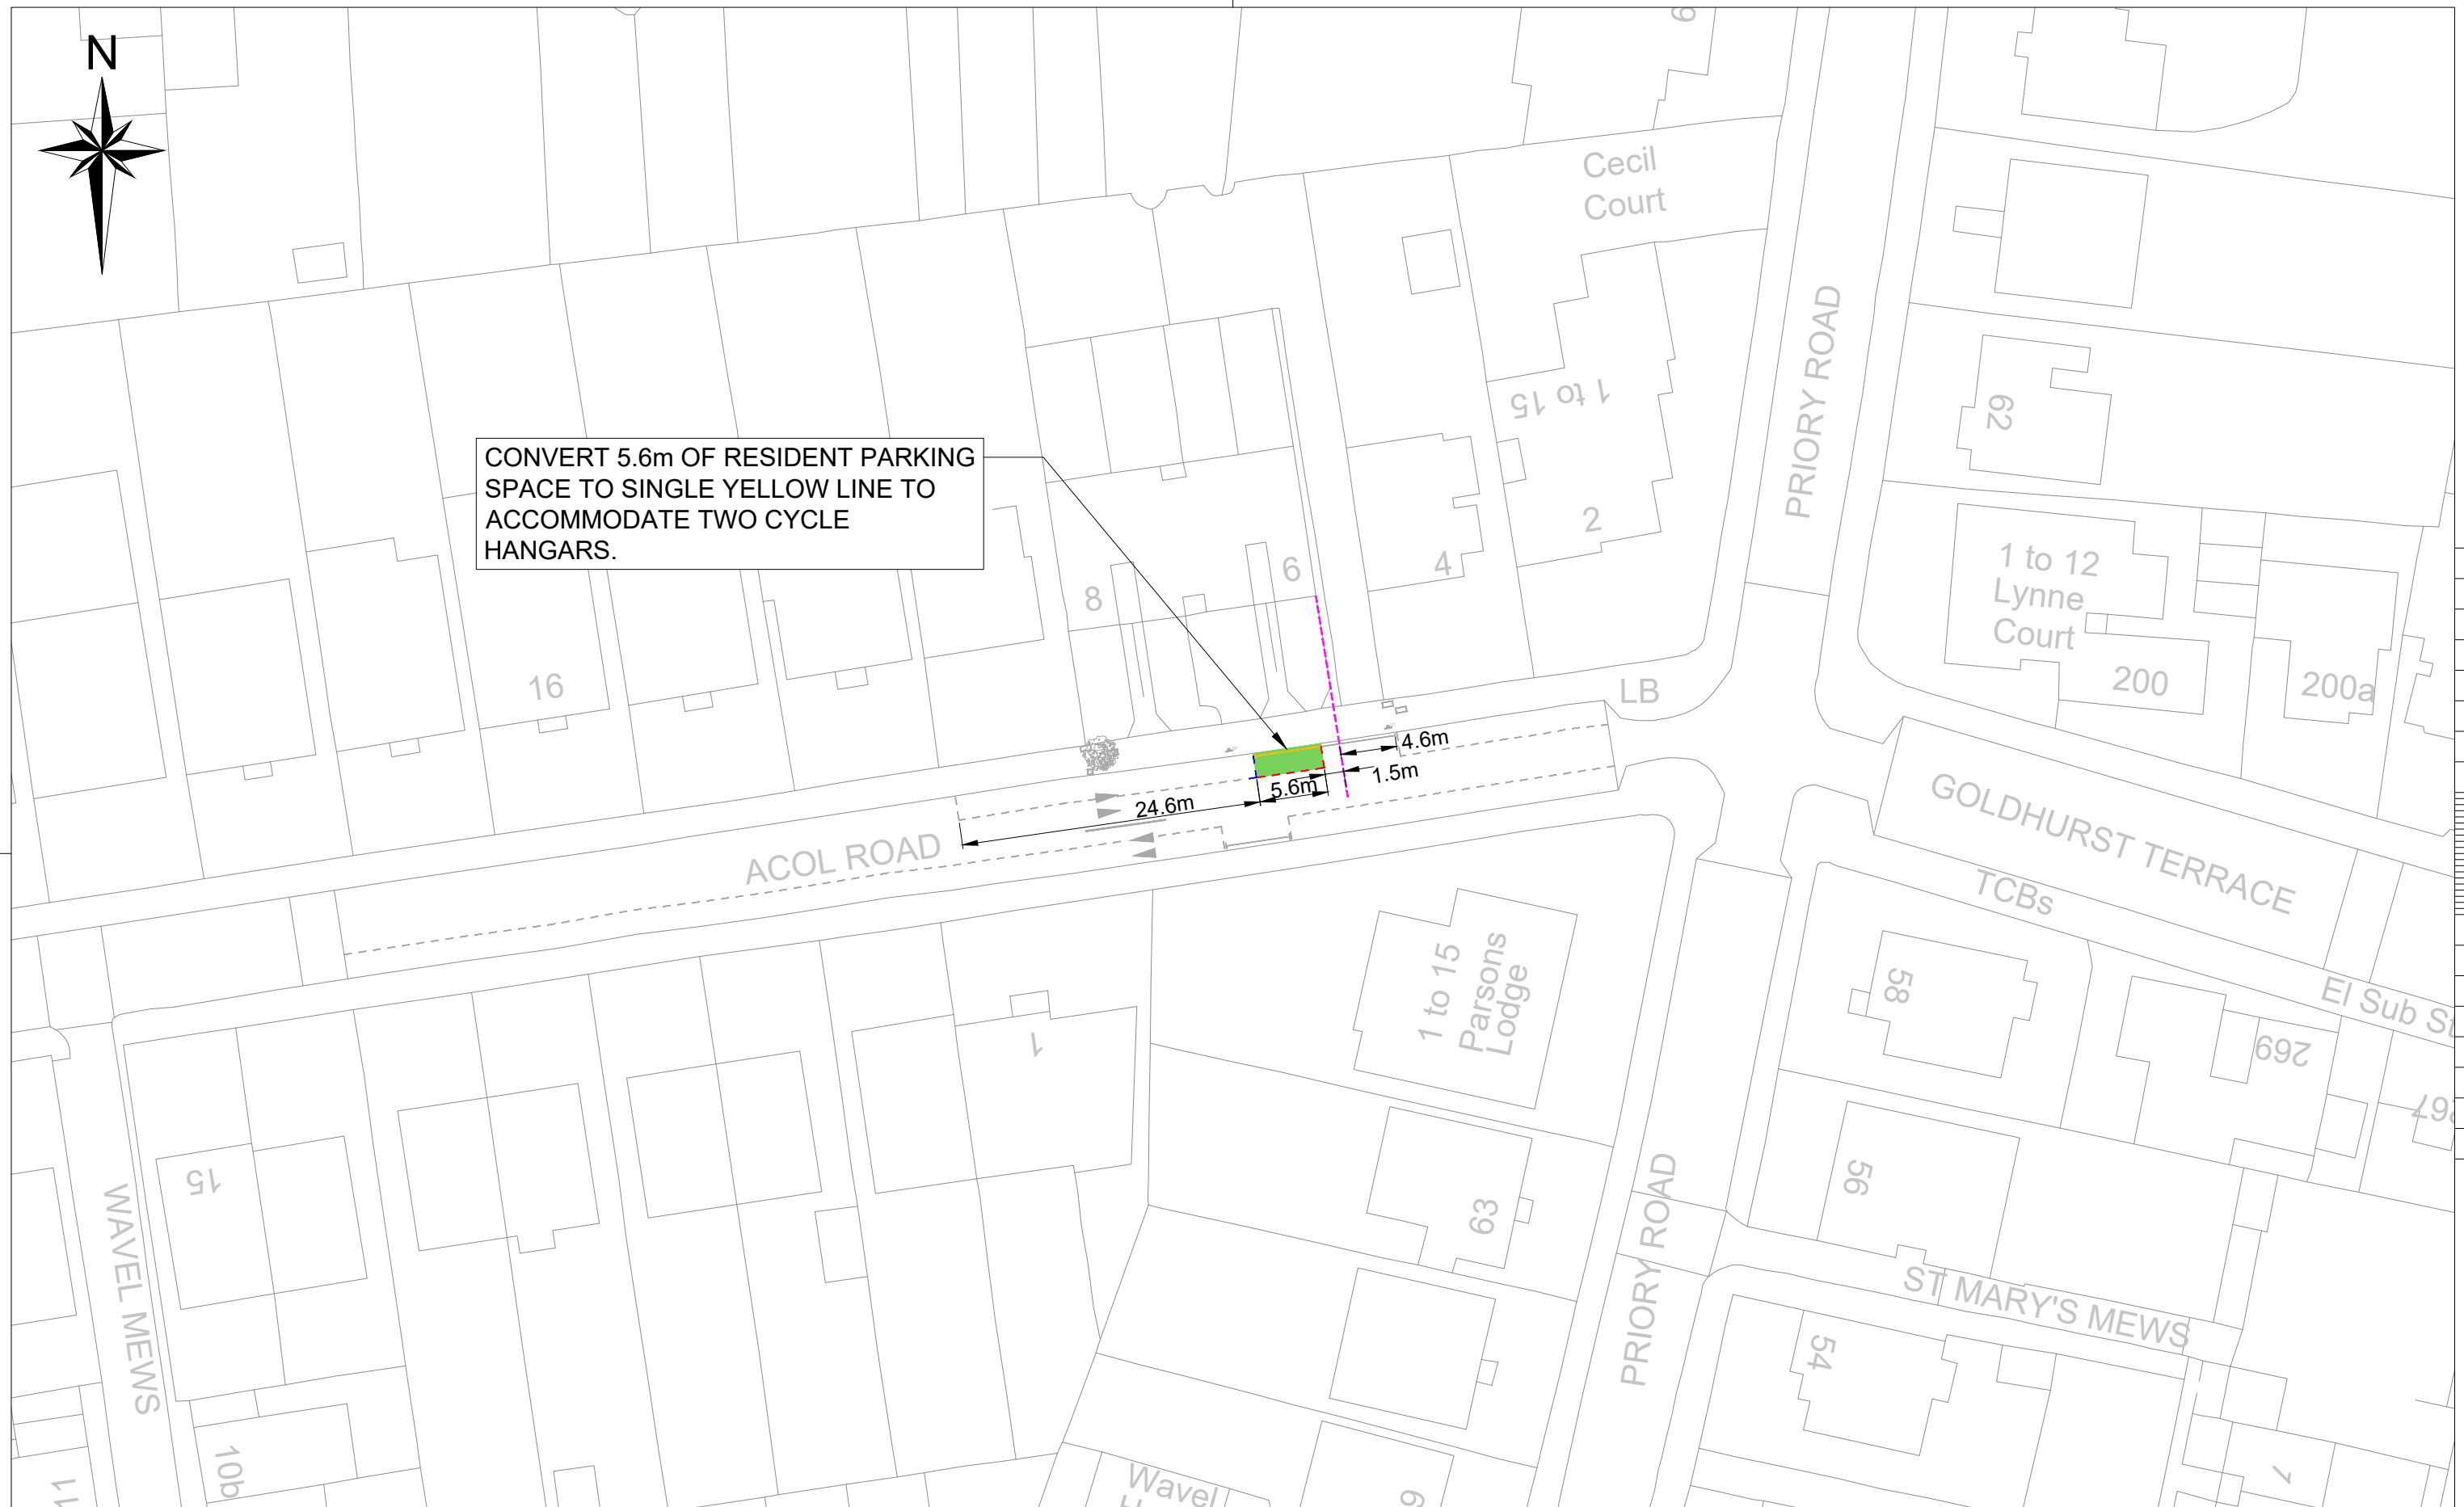 N
Cecil
Court
PRIORY ROAD
1 to 15
62
CONVERT 5.6m OF RESIDENT PARKING
SPACE TO SINGLE YELLOW LINE TO
ACCOMMODATE TWO CYCLE
HANGARS.
2
4
6
8
16
1 to 12
Lynne
Court
200
200a
LB
4.6m
1.5m
5.6m
24.6m
ACOL ROAD
GOLDHURST TERRACE
TCBs
El Sub St
1 to 15
Parsons
Lodge
58
269
1
15
WAVEL MEWS
63
PRIORY ROAD
56
ST MARY'S MEWS
54
10b
11
Wavel
7